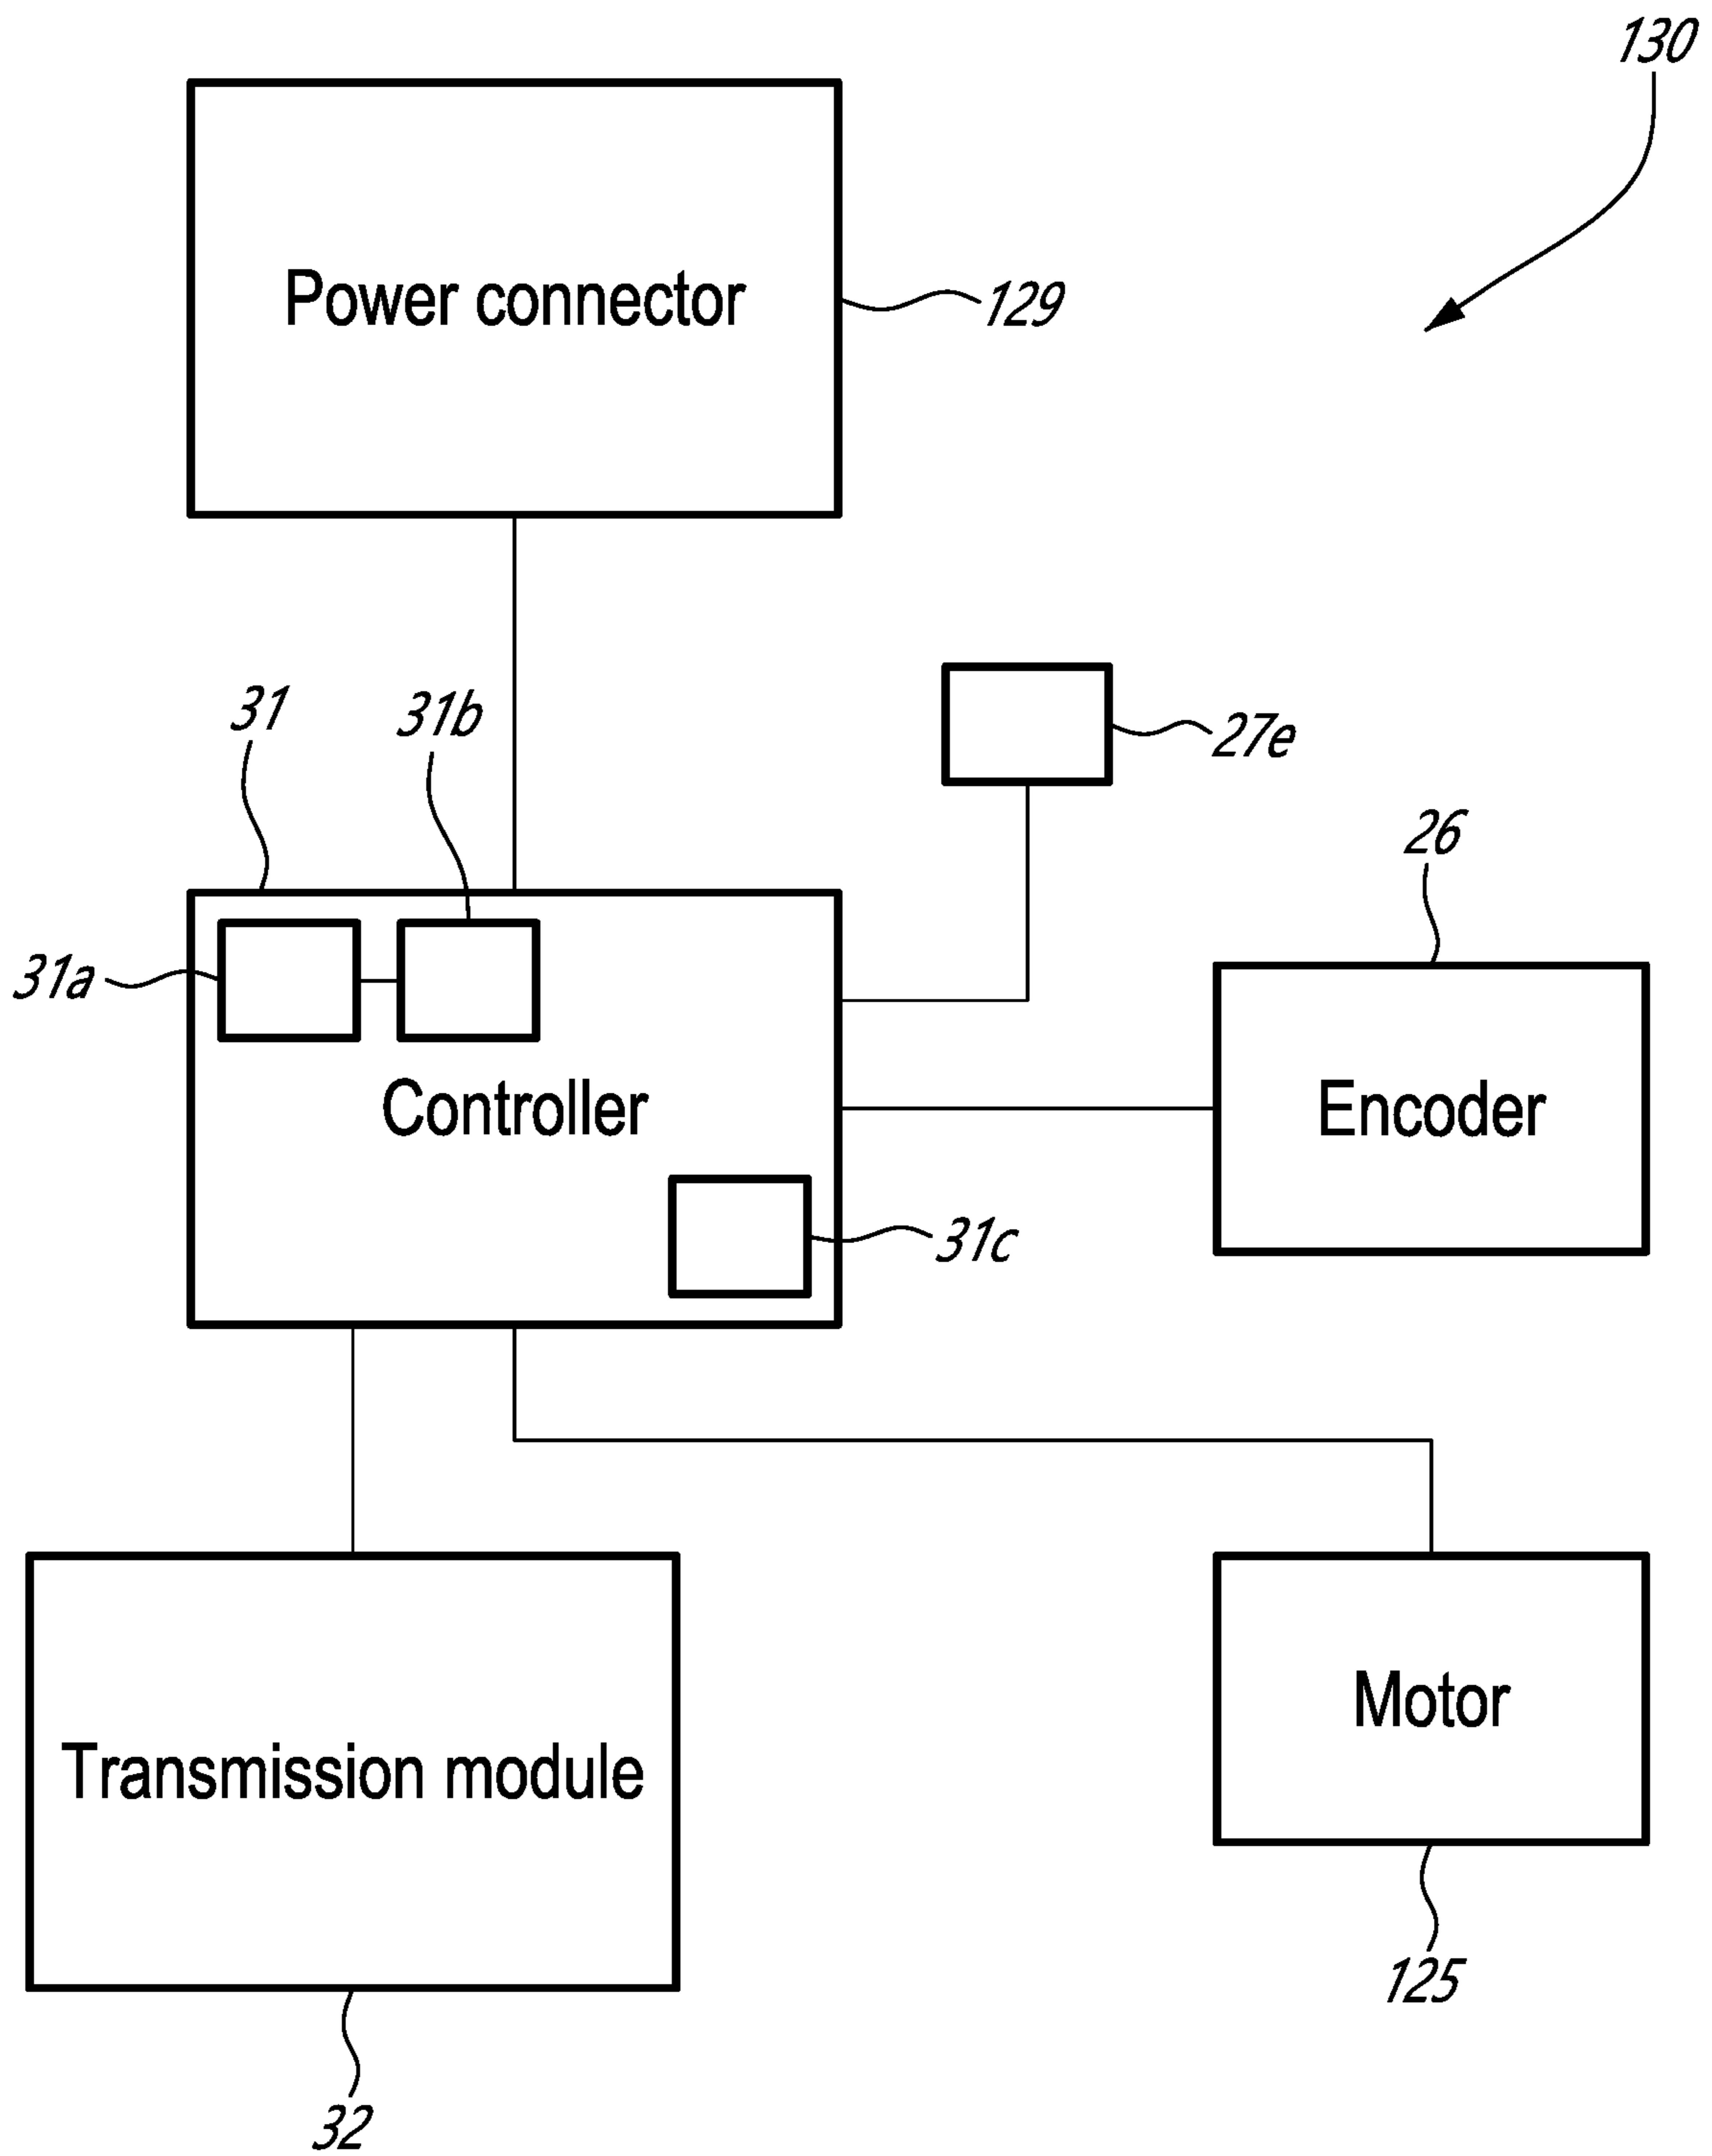 130
Power connector
129
31
31b
27e
26
31a
Controller
Encoder
31c
Motor
Transmission module
125
32